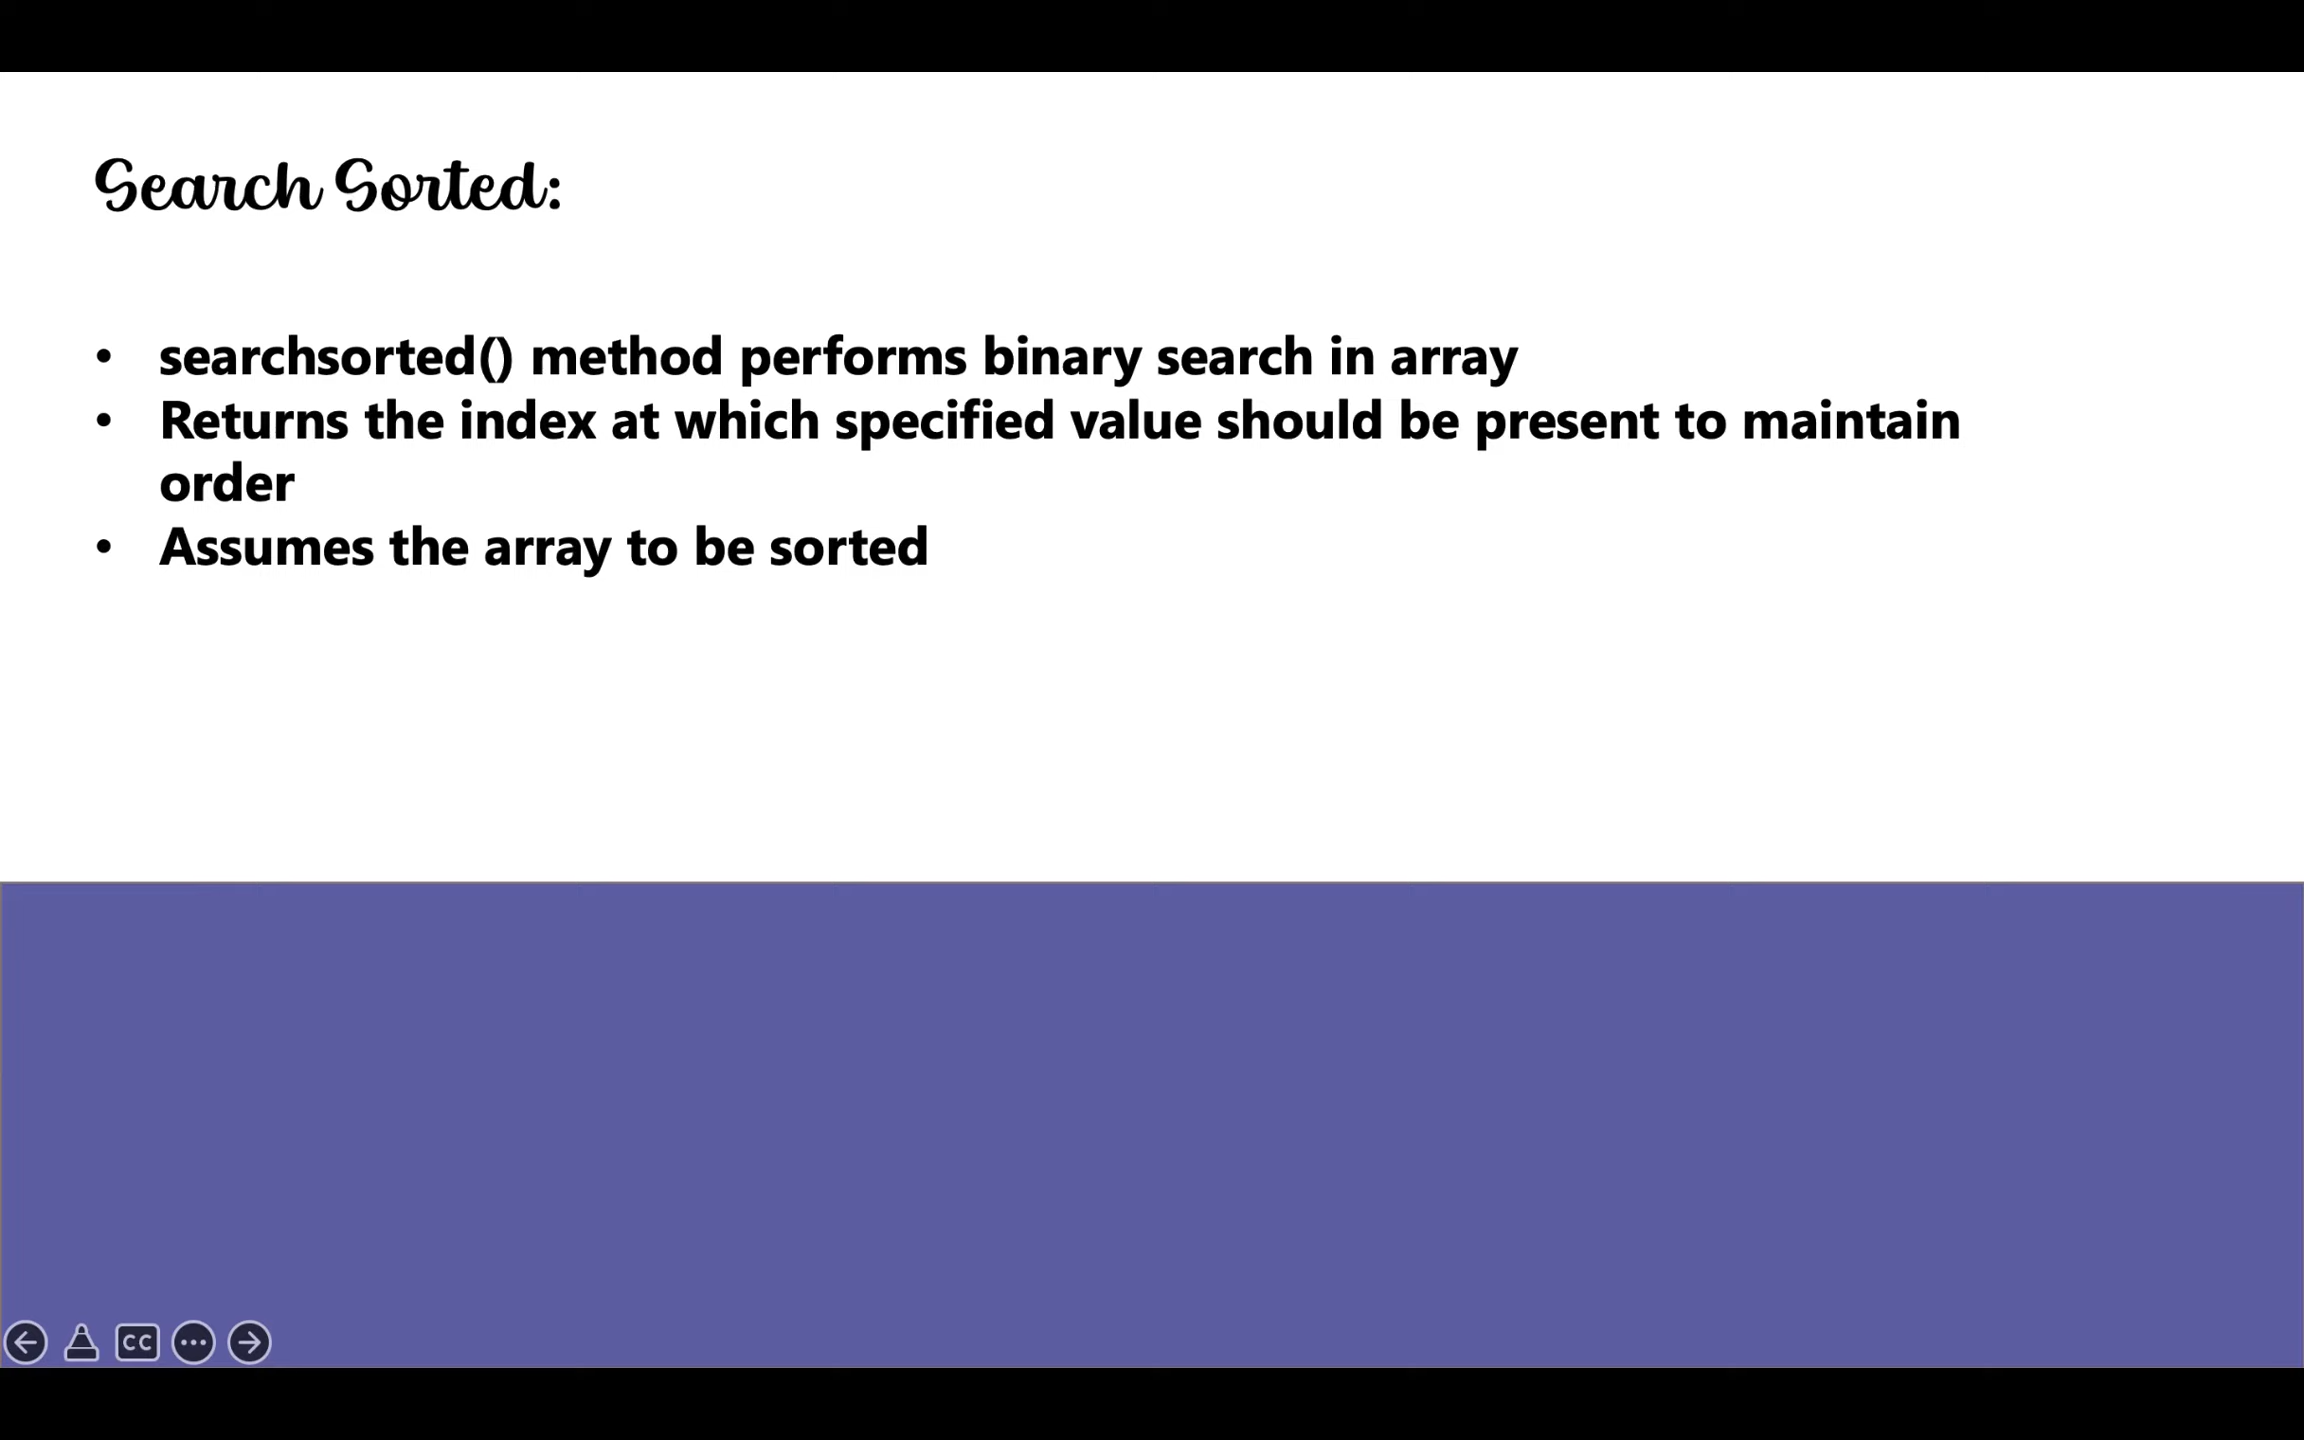 Search Sorted:
• searchsorted() method performs binary search in array
• Returns the index at which specified value should be present to maintain
order
• Assumes the array to be sorted
CC